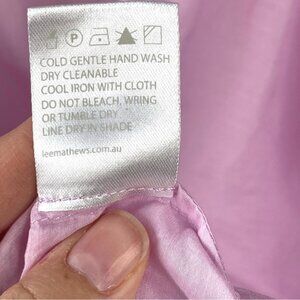 P
COLD GENTLE HAND WASH
DRY CLEANABLE
COOL IRON WITH CLOTH
DO NOT BLEACH, WRING
OR TUMBLE DRY
LINE DRY IN SHADE
leemathews.com.au